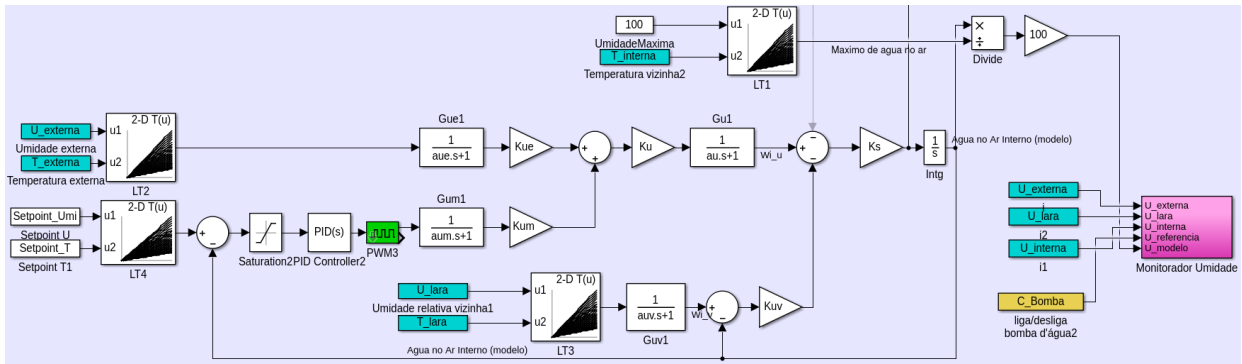 100
UmidadeMaxima
T_interna
Temperatura vizinha2
2-D T(u)
u1
u2
LT1
Maximo de agua no ar
×
÷
Divide
100
U_externa
Umidade externa
T_externa
Temperatura externa
2-D T(u)
u1
u2
LT2
Gue1
1
aue.s+1
Kue
+
+
Ku
Gu1
1
au.s+1
Wi_u
−
+
−
Ks
1
s
Intg
Agua no Ar Interno (modelo)
Setpoint_Umi
Setpoint U
Setpoint_T
Setpoint T1
2-D T(u)
u1
u2
LT4
+
−
Saturation2
PID(s)
PID Controller2
PWM3
Gum1
1
aum.s+1
Kum
U_lara
Umidade relativa vizinha1
T_lara
2-D T(u)
u1
u2
LT3
1
auv.s+1
Guv1
Wi_v
+
−
Kuv
Agua no Ar Interno (modelo)
U_externa
i
U_lara
i2
U_interna
i1
C_Bomba
liga/desliga
bomba d'água2
U_externa
U_lara
U_interna
U_referencia
U_modelo
Monitorador Umidade